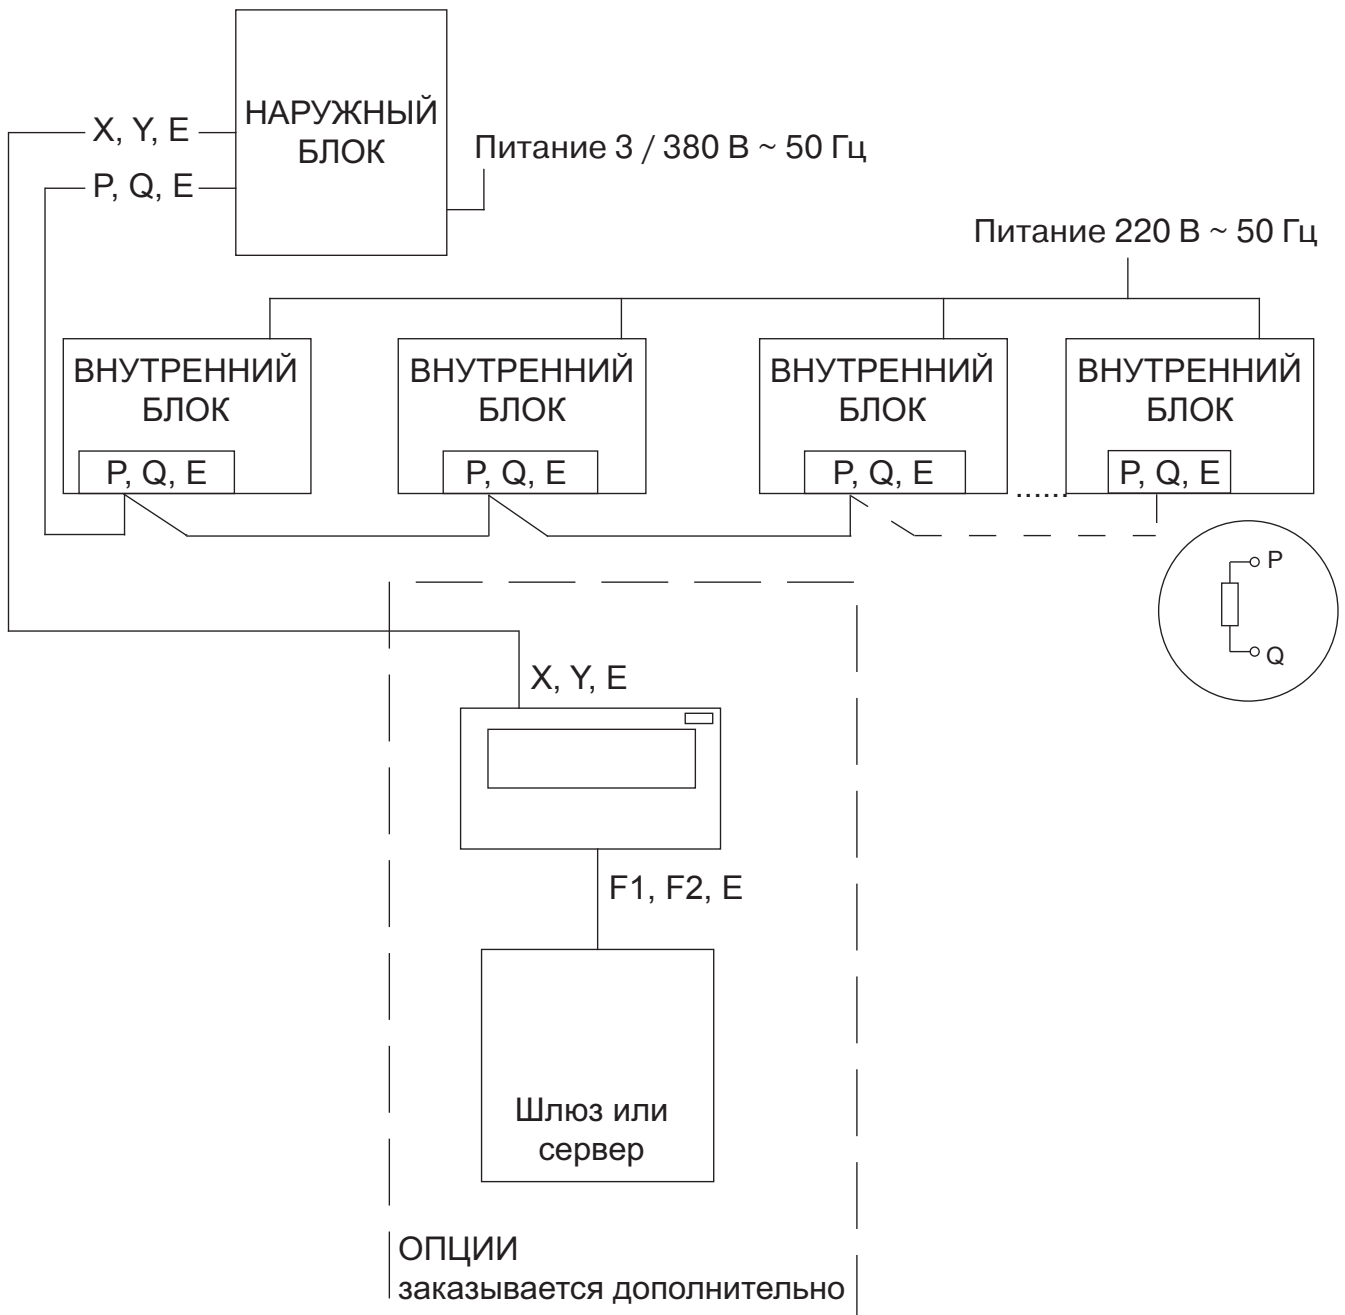 НАРУЖНЫЙ
БЛОК
X, Y, E
P, Q, E
Питание 3 / 380 В ~ 50 Гц
Питание 220 В ~ 50 Гц
ВНУТРЕННИЙ
БЛОК
P, Q, E
ВНУТРЕННИЙ
БЛОК
P, Q, E
ВНУТРЕННИЙ
БЛОК
P, Q, E
ВНУТРЕННИЙ
БЛОК
P, Q, E
P
Q
X, Y, E
F1, F2, E
Шлюз или
сервер
ОПЦИИ
заказывается дополнительно